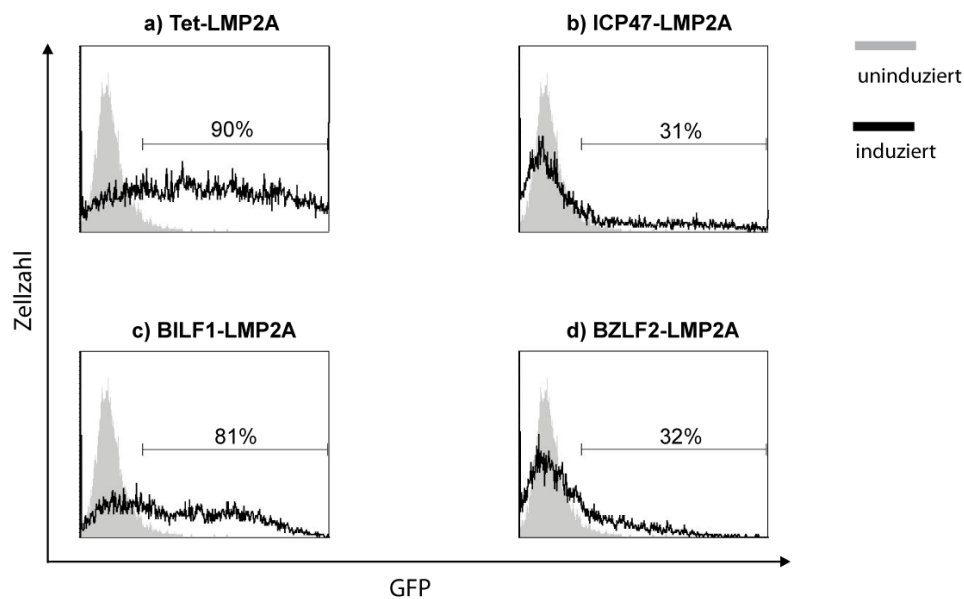 a) Tet-LMP2A
b) ICP47-LMP2A
uninduziert
induziert
90%
31%
Zellzahl
c) BILF1-LMP2A
d) BZLF2-LMP2A
81%
32%
GFP